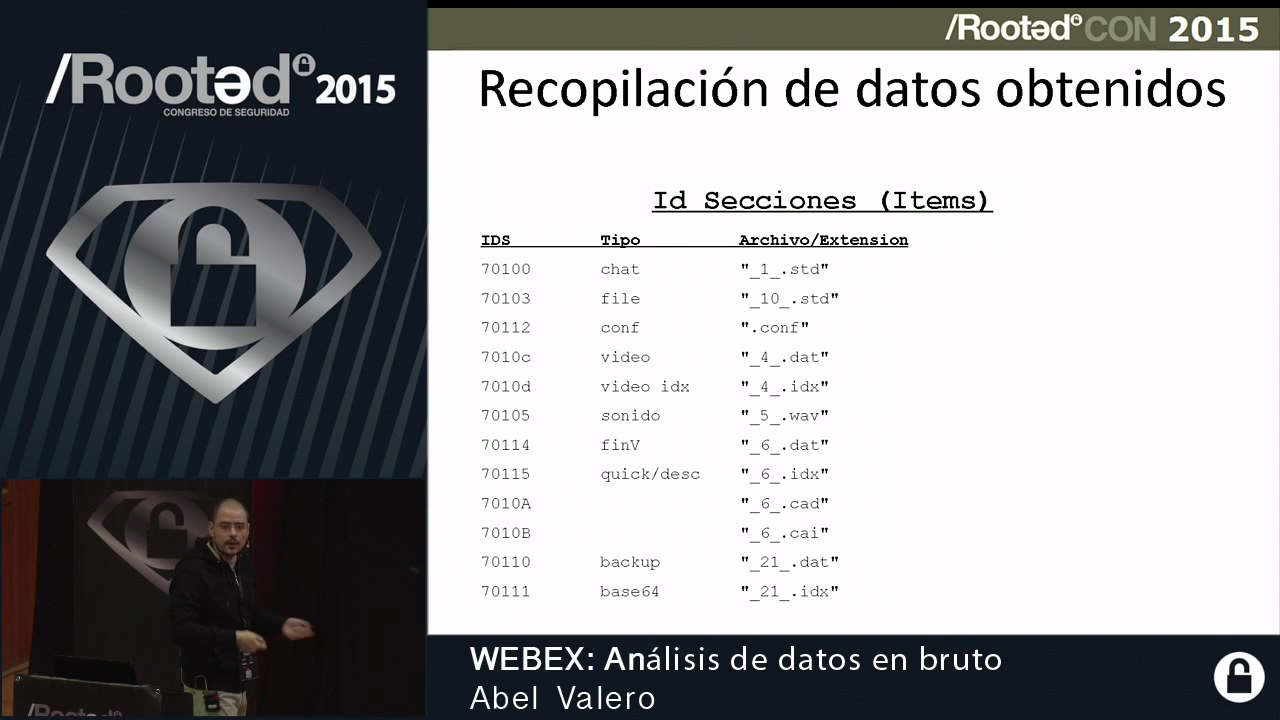 /Rooted CON 2015
/Rooted 2015
CONGRESO DE SEGURIDAD
Recopilación de datos obtenidos
Id Secciones (Items)
IDS Tipo Archivo/Extension
70100 chat "_1_.std"
70103 file "_10_.std"
70112 conf ".conf"
7010c video "_4_.dat"
7010d video idx "_4_.idx"
70105 sonido "_5_.wav"
70114 finV "_6_.dat"
70115 quick/desc "_6_.idx"
7010A "_6_.cad"
7010B "_6_.cai"
70110 backup "_21_.dat"
70111 base64 "_21_.idx"
/Rooted
WEBEX: Análisis de datos en bruto
Abel Valero